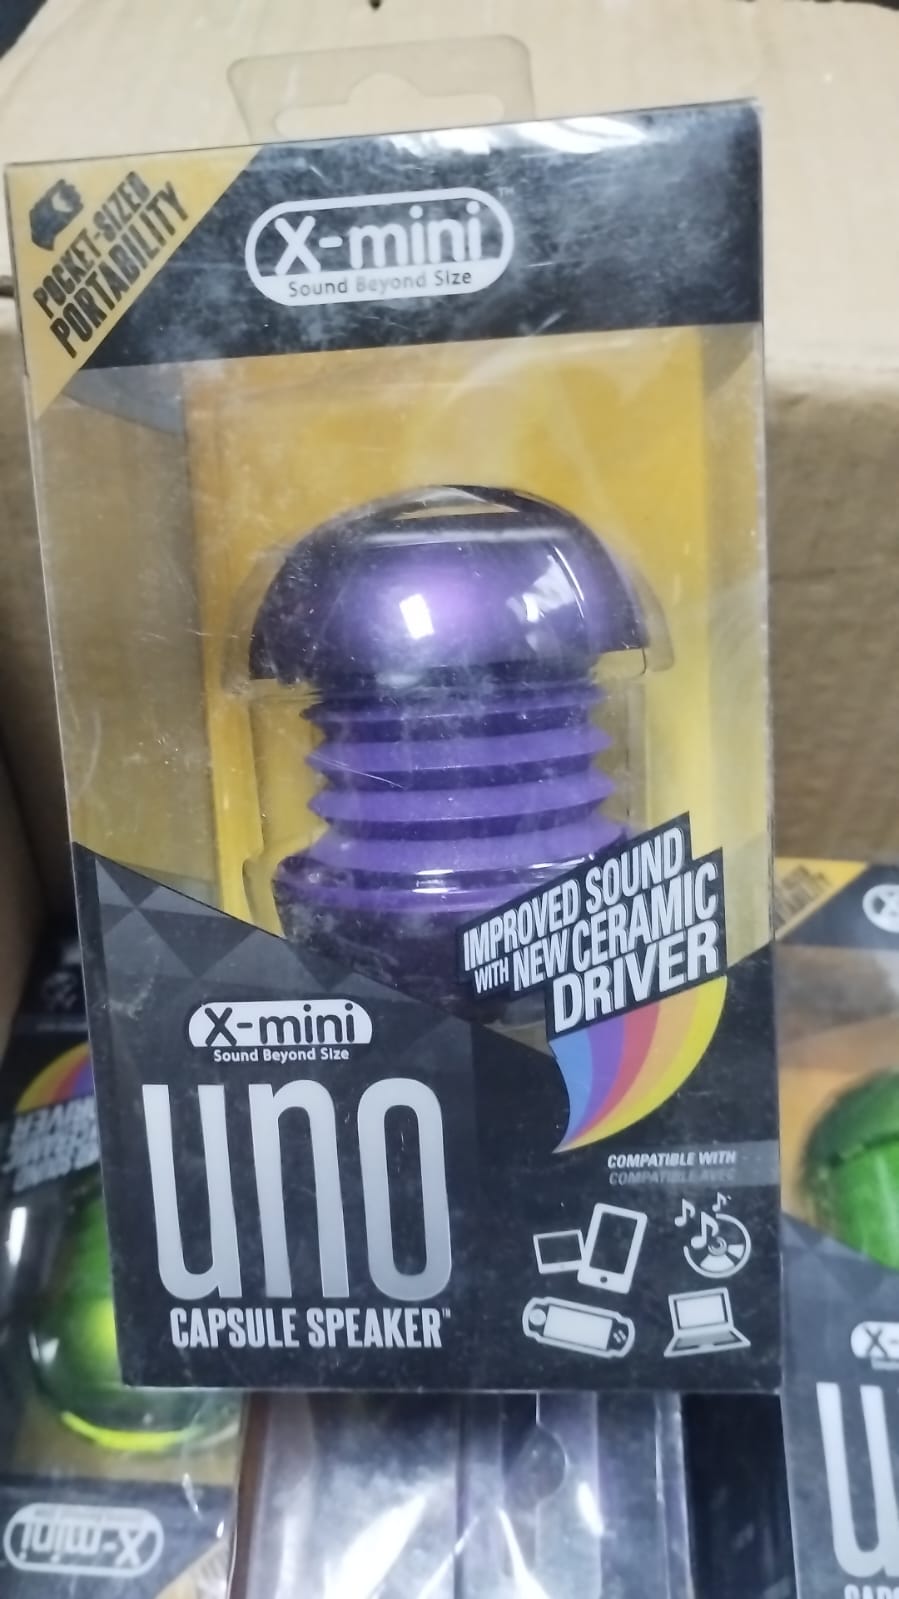 POCKET-SIZED
PORTABILITY
X-mini™
Sound Beyond Size
IMPROVED SOUND
WITH NEW CERAMIC
DRIVER
X-mini
Sound Beyond Size
uno
CAPSULE SPEAKER™
COMPATIBLE WITH
COMPATIBLE AVEC
X-mini